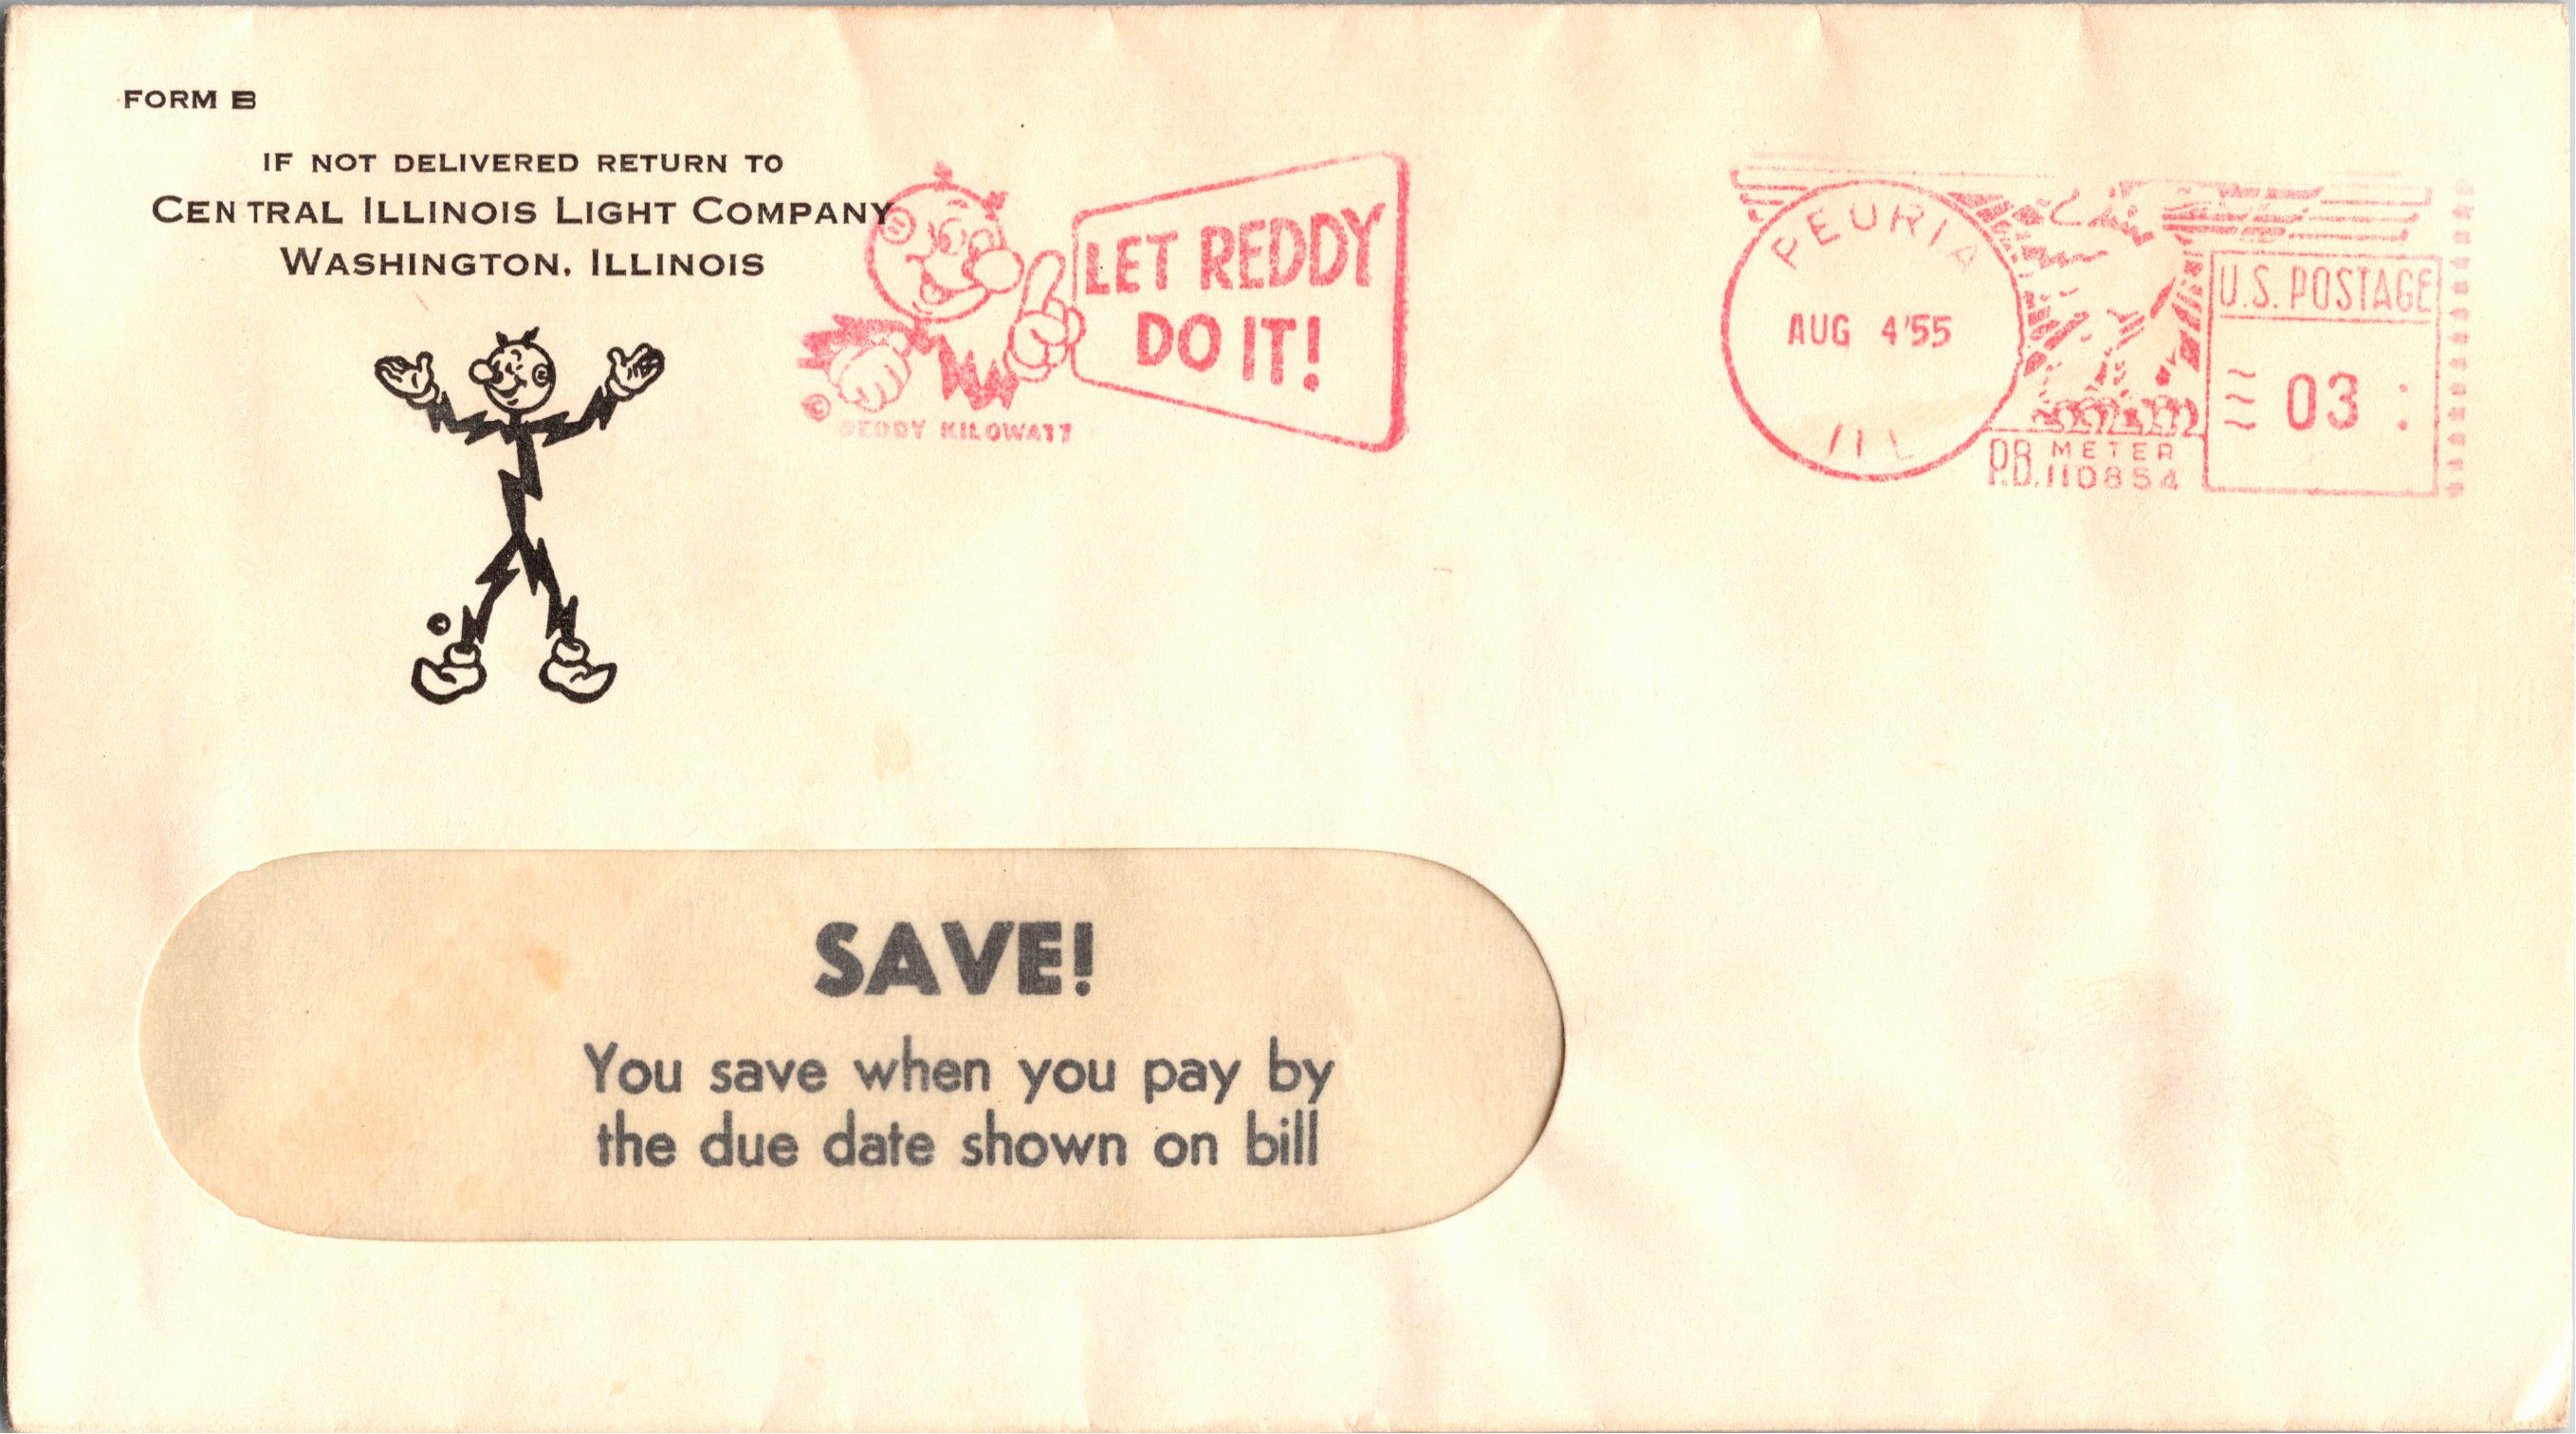 FORM B
IF NOT DELIVERED RETURN TO
CENTRAL ILLINOIS LIGHT COMPANY
WASHINGTON, ILLINOIS
©
LET REDDY
DO IT!
© REDDY KILOWATT
PEORIA
AUG 4'55
ILL
P.B. METER
110854
U.S. POSTAGE
03
SAVE!
You save when you pay by
the due date shown on bill